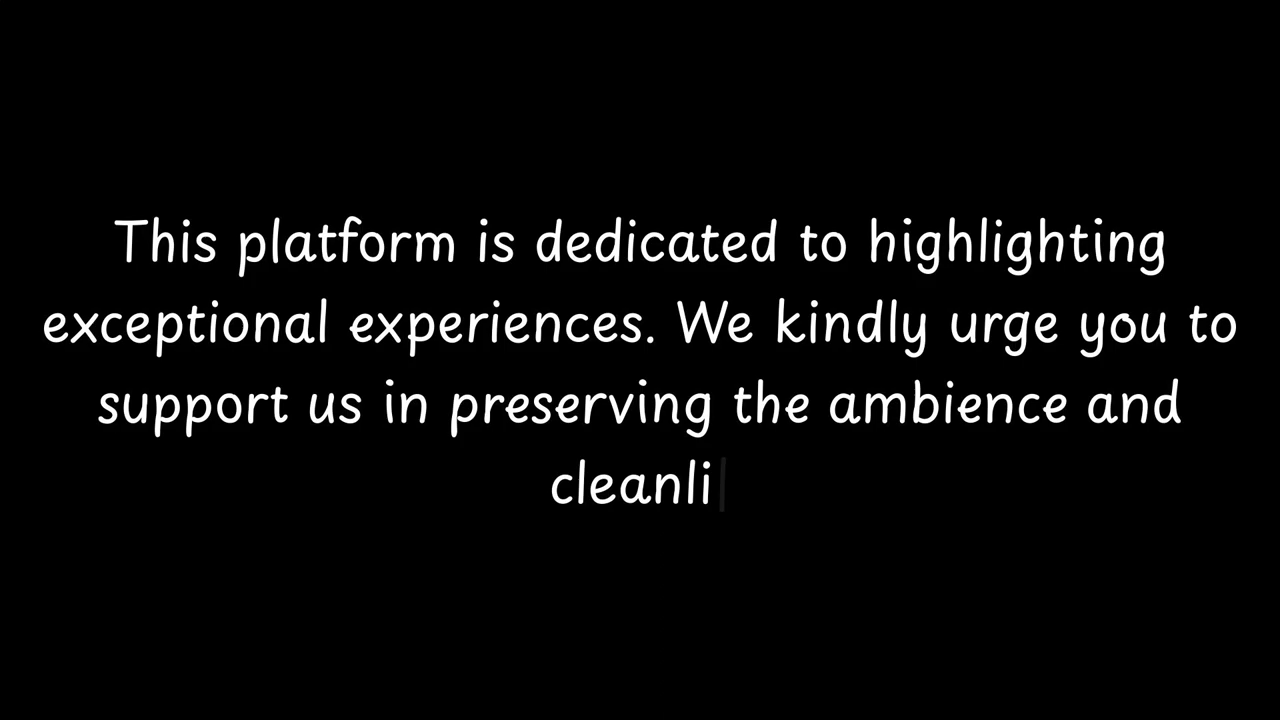 This platform is dedicated to highlighting
exceptional experiences. We kindly urge you to
support us in preserving the ambience and
cleanli